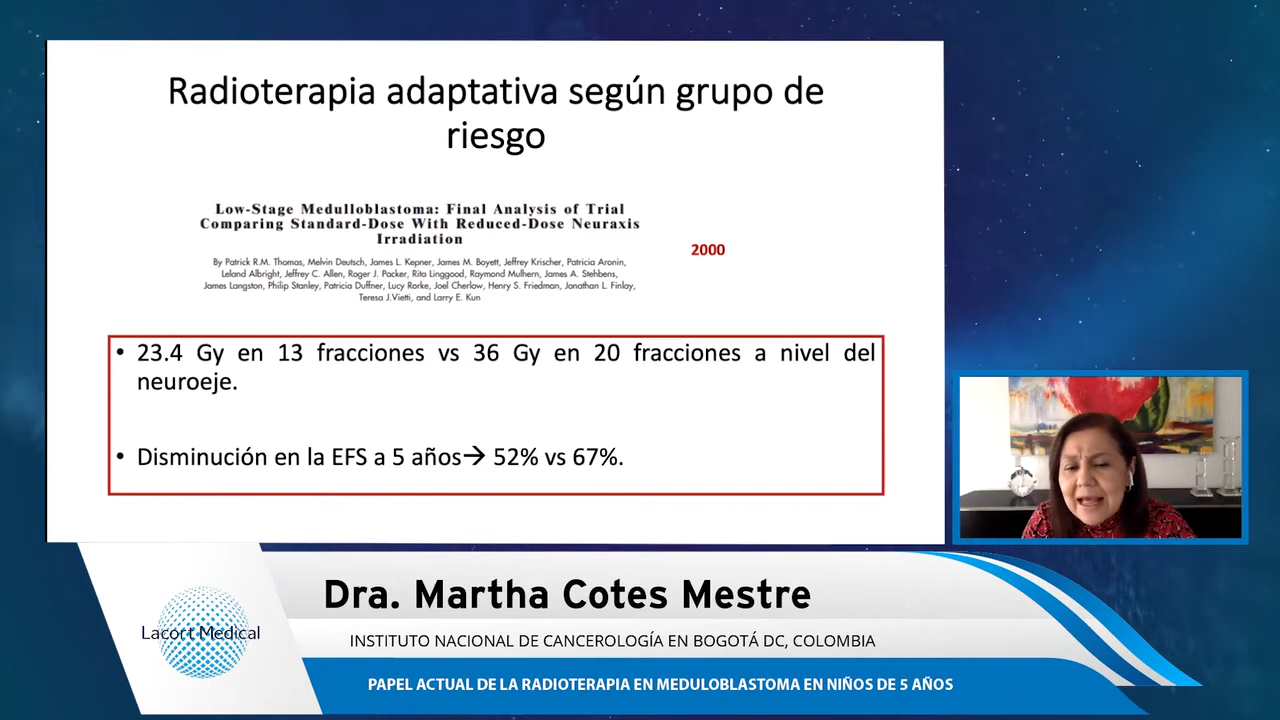 Radioterapia adaptativa según grupo de
riesgo
Low-Stage Medulloblastoma: Final Analysis of Trial
Comparing Standard-Dose With Reduced-Dose Neuraxis
Irradiation
2000
By Patrick R.M. Thomas, Melvin Deutsch, James L. Kepner, James M. Boyett, Jeffrey Krischer, Patricia Aronin,
Leland Albright, Jeffrey C. Allen, Roger J. Packer, Rita Linggood, Raymond Mulhern, James A. Stehbens,
James Langston, Philip Stanley, Patricia Duffner, Lucy Rorke, Joel Cherlow, Henry S. Friedman, Jonathan L. Finlay,
Teresa J.Vietti, and Larry E. Kun
• 23.4 Gy en 13 fracciones vs 36 Gy en 20 fracciones a nivel del
neuroeje.
• Disminución en la EFS a 5 años→ 52% vs 67%.
Dra. Martha Cotes Mestre
Lacort Medical
INSTITUTO NACIONAL DE CANCEROLOGÍA EN BOGOTÁ DC, COLOMBIA
PAPEL ACTUAL DE LA RADIOTERAPIA EN MEDULOBLASTOMA EN NIÑOS DE 5 AÑOS